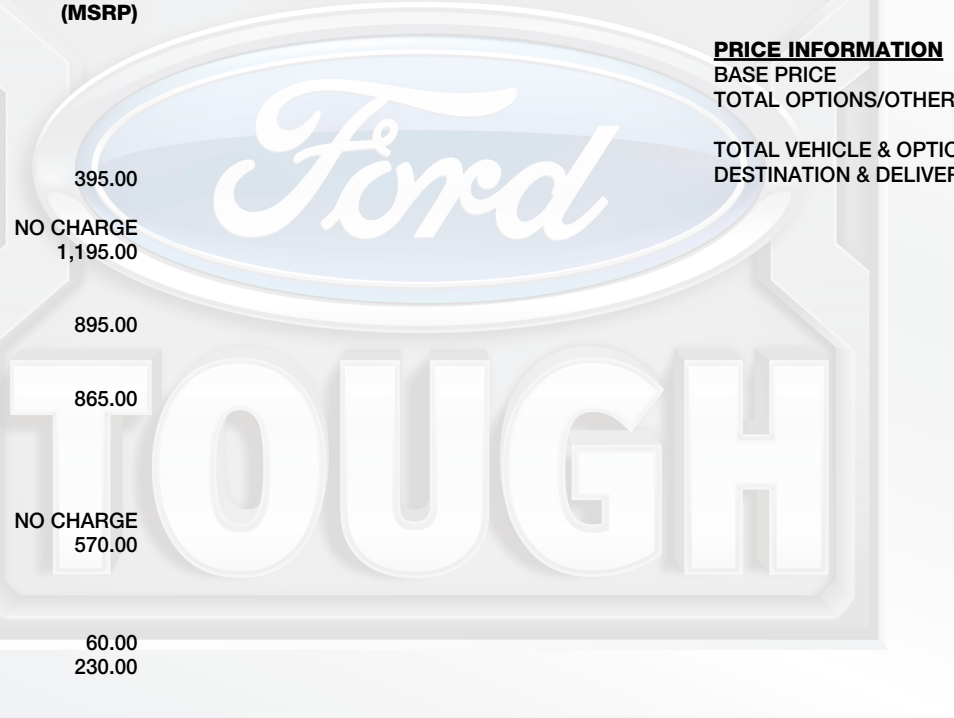 (MSRP)
395.00
NO CHARGE
1,195.00
895.00
865.00
NO CHARGE
570.00
60.00
230.00
PRICE INFORMATION
BASE PRICE
TOTAL OPTIONS/OTHER
TOTAL VEHICLE & OPTIO
DESTINATION & DELIVER
Ford
TOUGH